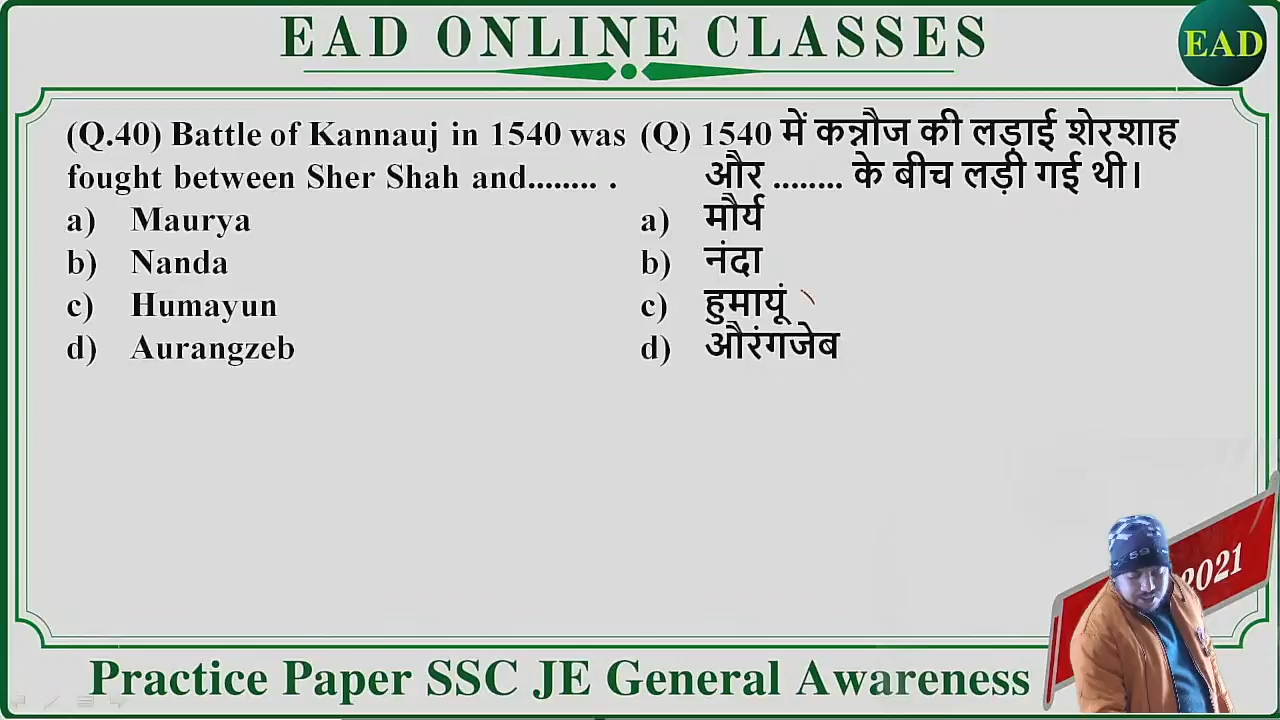 EAD ONLINE CLASSES
EAD
(Q.40) Battle of Kannauj in 1540 was
fought between Sher Shah and........ .
a) Maurya
b) Nanda
c) Humayun
d) Aurangzeb
(Q) 1540 में कन्नौज की लड़ाई शेरशाह
और ........ के बीच लड़ी गई थी।
a) मौर्य
b) नंदा
c) हुमायूं
d) औरंगजेब
59
2021
Practice Paper SSC JE General Awareness